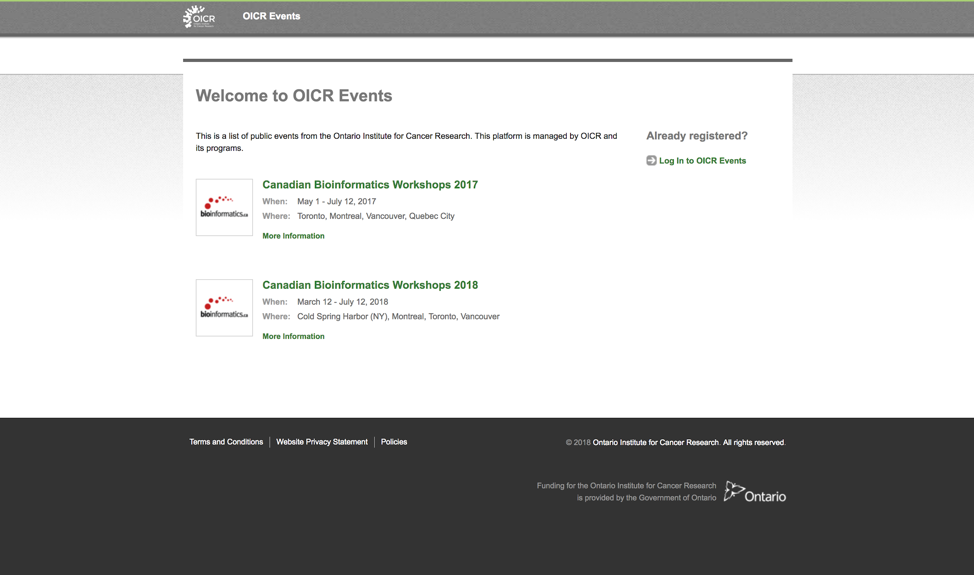 OICR
OICR Events
Welcome to OICR Events
This is a list of public events from the Ontario Institute for Cancer Research. This platform is managed by OICR and
its programs.
Already registered?
Log In to OICR Events
bioinformatics.ca
Canadian Bioinformatics Workshops 2017
When: May 1 - July 12, 2017
Where: Toronto, Montreal, Vancouver, Quebec City
More Information
bioinformatics.ca
Canadian Bioinformatics Workshops 2018
When: March 12 - July 12, 2018
Where: Cold Spring Harbor (NY), Montreal, Toronto, Vancouver
More Information
Terms and Conditions
Website Privacy Statement
Policies
© 2018 Ontario Institute for Cancer Research. All rights reserved.
Funding for the Ontario Institute for Cancer Research
is provided by the Government of Ontario
Ontario